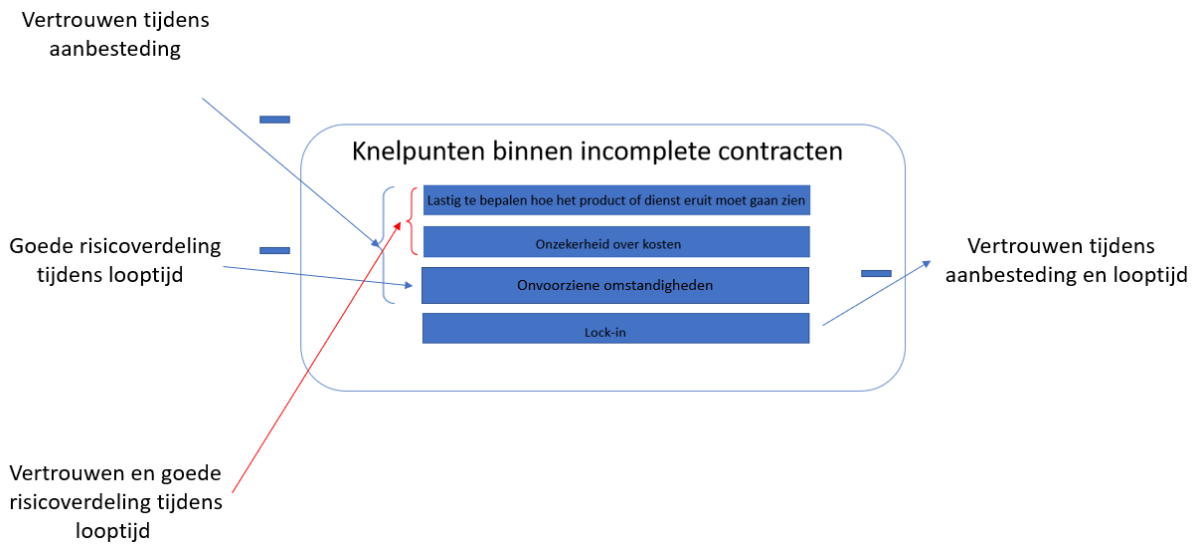 Vertrouwen tijdens
aanbesteding
Knelpunten binnen incomplete contracten
Lastig te bepalen hoe het product of dienst eruit moet gaan zien
Onzekerheid over kosten
Onvoorziene omstandigheden
Lock-in
Goede risicoverdeling
tijdens looptijd
Vertrouwen tijdens
aanbesteding en looptijd
Vertrouwen en goede
risicoverdeling tijdens
looptijd